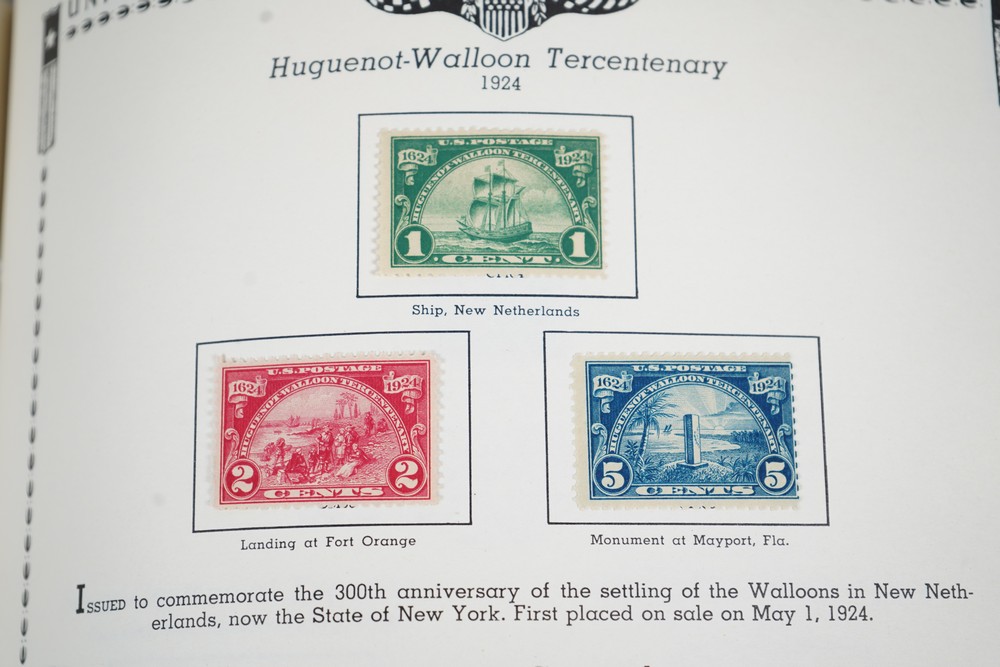 Huguenot-Walloon Tercentenary
1924
U.S. POSTAGE
1624 1924
HUGUENOT-WALLOON TERCENTENARY
1 1
CENT
Ship, New Netherlands
U.S. POSTAGE
1624 1924
HUGUENOT-WALLOON TERCENTENARY
2 2
CENTS
Landing at Fort Orange
U.S. POSTAGE
1624 1924
HUGUENOT-WALLOON TERCENTENARY
5 5
CENTS
Monument at Mayport, Fla.
ISSUED to commemorate the 300th anniversary of the settling of the Walloons in New Neth-
erlands, now the State of New York. First placed on sale on May 1, 1924.